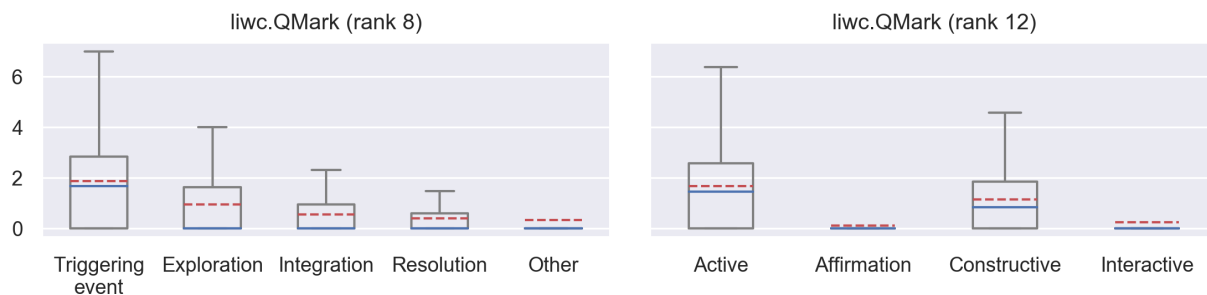 liwc.QMark (rank 8)
6
4
2
0
Triggering
event
Exploration
Integration
Resolution
Other
liwc.QMark (rank 12)
Active
Affirmation
Constructive
Interactive